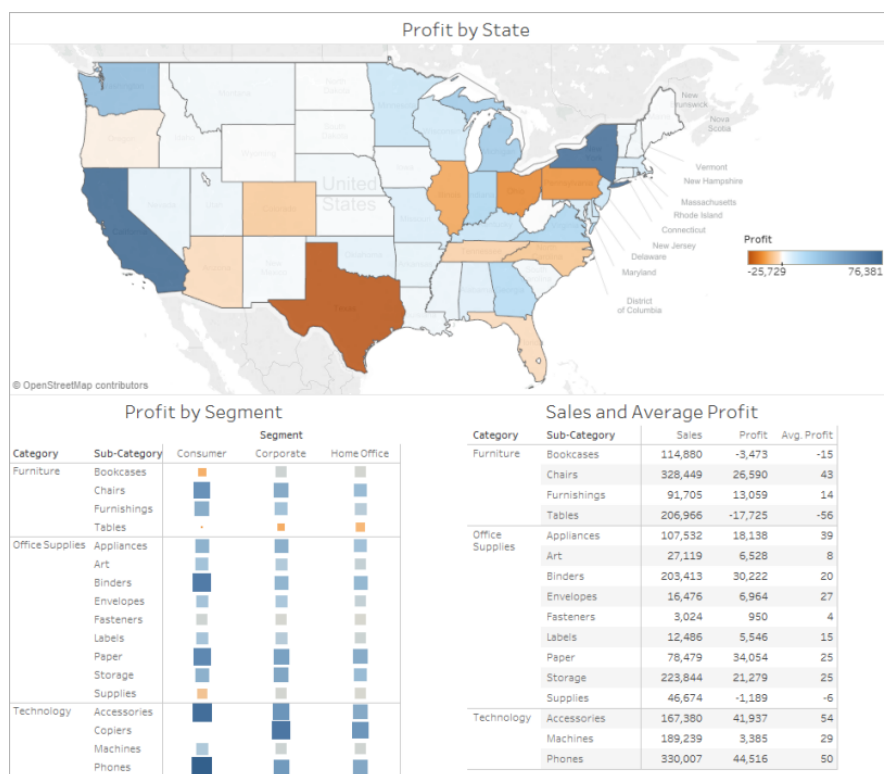 Profit by State
New
Brunswick
Nova
Scotia
United
States
Vermont
New Hampshire
Massachusetts
Rhode Island
Connecticut
New Jersey
Delaware
Maryland
District
of Columbia
Profit
-25,729 76,381
© OpenStreetMap contributors
Profit by Segment
Segment
Category Sub-Category Consumer Corporate Home Office
Furniture Bookcases
Chairs
Furnishings
Tables
Office Supplies Appliances
Art
Binders
Envelopes
Fasteners
Labels
Paper
Storage
Supplies
Technology Accessories
Copiers
Machines
Phones
Sales and Average Profit
Category Sub-Category Sales Profit Avg. Profit
Furniture Bookcases 114,880 -3,473 -15
Chairs 328,449 26,590 43
Furnishings 91,705 13,059 14
Tables 206,966 -17,725 -56
Office
Supplies
Appliances 107,532 18,138 39
Art 27,119 6,528 8
Binders 203,413 30,222 20
Envelopes 16,476 6,964 27
Fasteners 3,024 950 4
Labels 12,486 5,546 15
Paper 78,479 34,054 25
Storage 223,844 21,279 25
Supplies 46,674 -1,189 -6
Technology Accessories 167,380 41,937 54
Machines 189,239 3,385 29
Phones 330,007 44,516 50